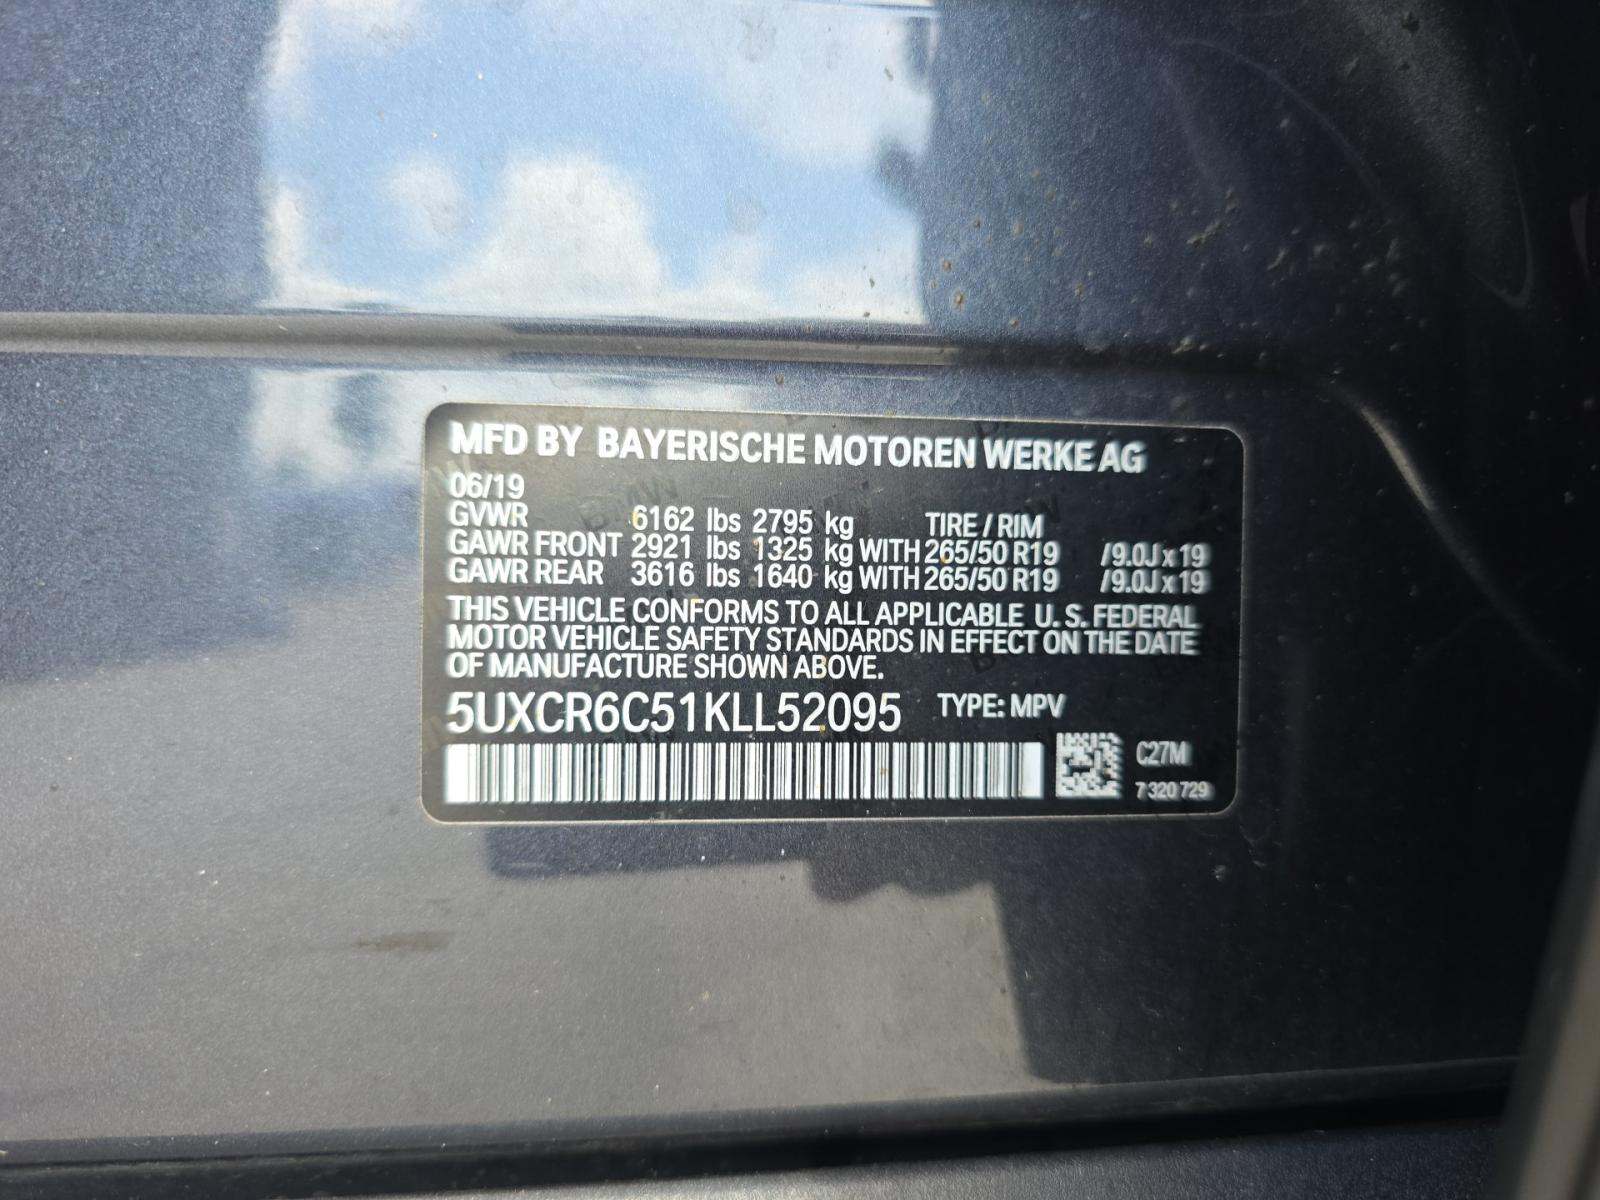 MFD BY BAYERISCHE MOTOREN WERKE AG
06/19
GVWR 6162 lbs 2795 kg TIRE / RIM
GAWR FRONT 2921 lbs 1325 kg WITH 265/50 R19 /9.0J x 19
GAWR REAR 3616 lbs 1640 kg WITH 265/50 R19 /9.0J x 19
THIS VEHICLE CONFORMS TO ALL APPLICABLE U. S. FEDERAL
MOTOR VEHICLE SAFETY STANDARDS IN EFFECT ON THE DATE
OF MANUFACTURE SHOWN ABOVE.
5UXCR6C51KLL52095 TYPE: MPV
C27M
7 320 729